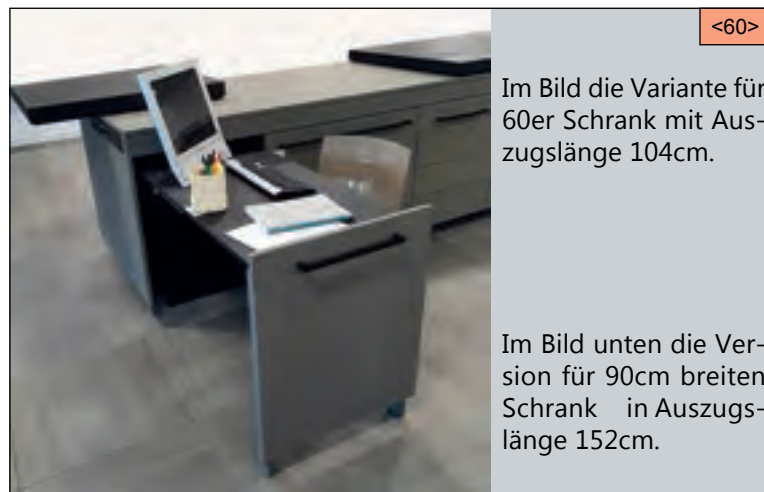 <60>
Im Bild die Variante für
60er Schrank mit Aus-
zugslänge 104cm.
Im Bild unten die Ver-
sion für 90cm breiten
Schrank in Auszugs-
länge 152cm.